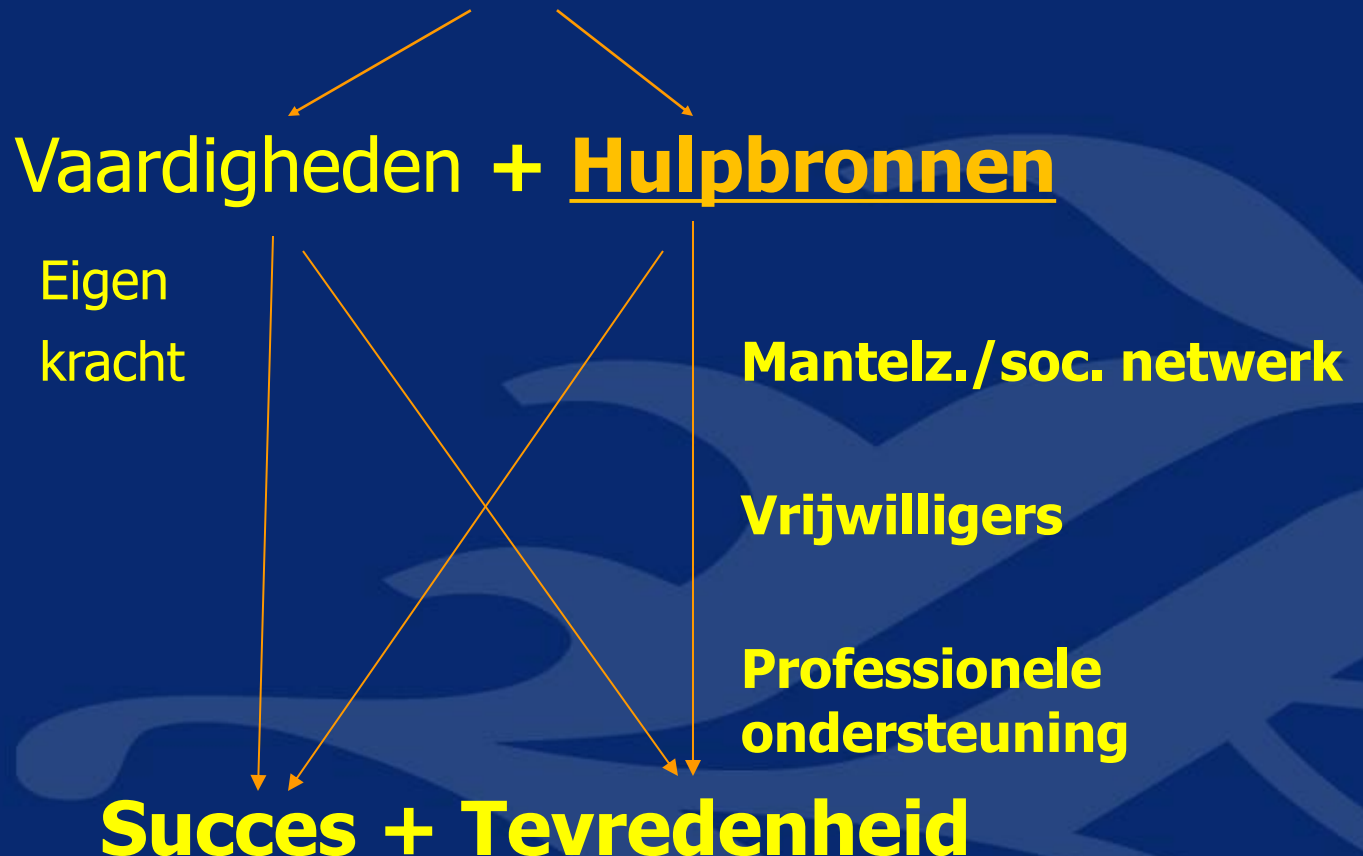 Vaardigheden + Hulpbronnen
Eigen
kracht
Mantelz./soc. netwerk
Vrijwilligers
Professionele
ondersteuning
Succes + Tevredenheid